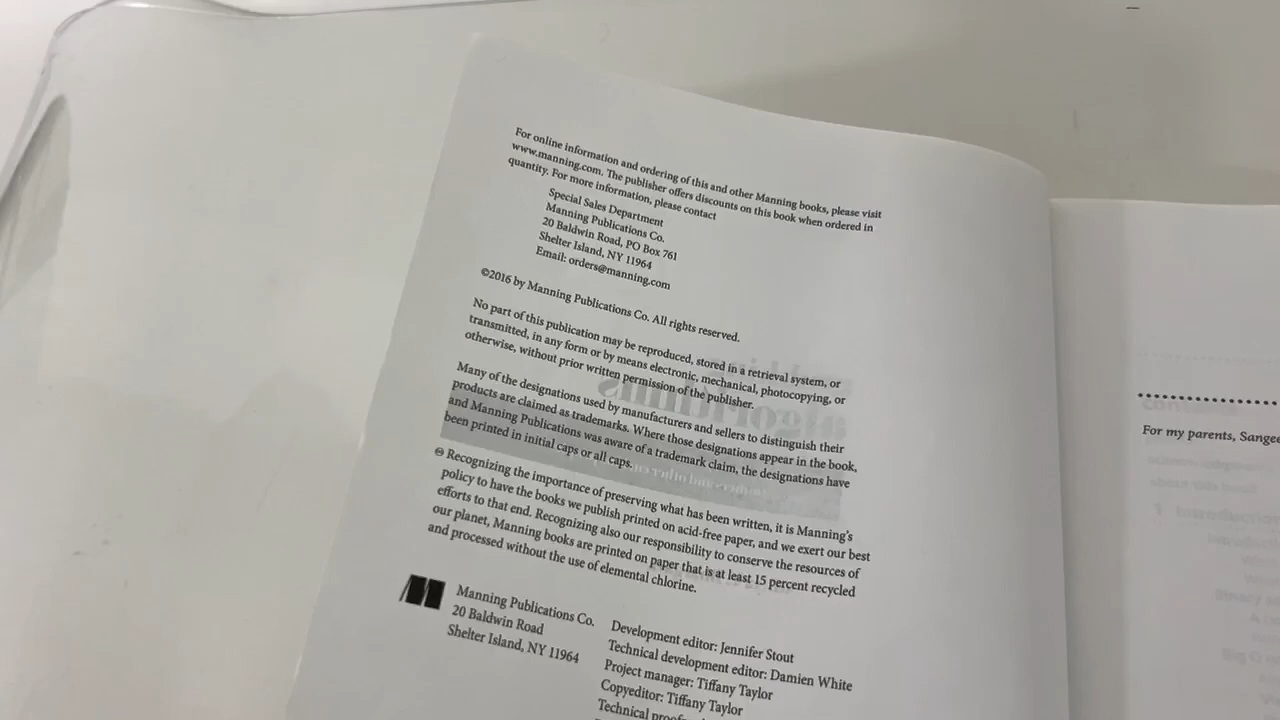 For online information and ordering of this and other Manning books, please visit
www.manning.com. The publisher offers discounts on this book when ordered in
quantity. For more information, please contact
Special Sales Department
Manning Publications Co.
20 Baldwin Road, PO Box 761
Shelter Island, NY 11964
Email: orders@manning.com
©2016 by Manning Publications Co. All rights reserved.
No part of this publication may be reproduced, stored in a retrieval system, or
transmitted, in any form or by means electronic, mechanical, photocopying, or
otherwise, without prior written permission of the publisher.
Many of the designations used by manufacturers and sellers to distinguish their
products are claimed as trademarks. Where those designations appear in the book,
and Manning Publications was aware of a trademark claim, the designations have
been printed in initial caps or all caps.
Recognizing the importance of preserving what has been written, it is Manning's
policy to have the books we publish printed on acid-free paper, and we exert our best
efforts to that end. Recognizing also our responsibility to conserve the resources of
our planet, Manning books are printed on paper that is at least 15 percent recycled
and processed without the use of elemental chlorine.
Manning Publications Co.
20 Baldwin Road
Shelter Island, NY 11964
Development editor: Jennifer Stout
Technical development editor: Damien White
Project manager: Tiffany Taylor
Copyeditor: Tiffany Taylor
Technical
For my parents,